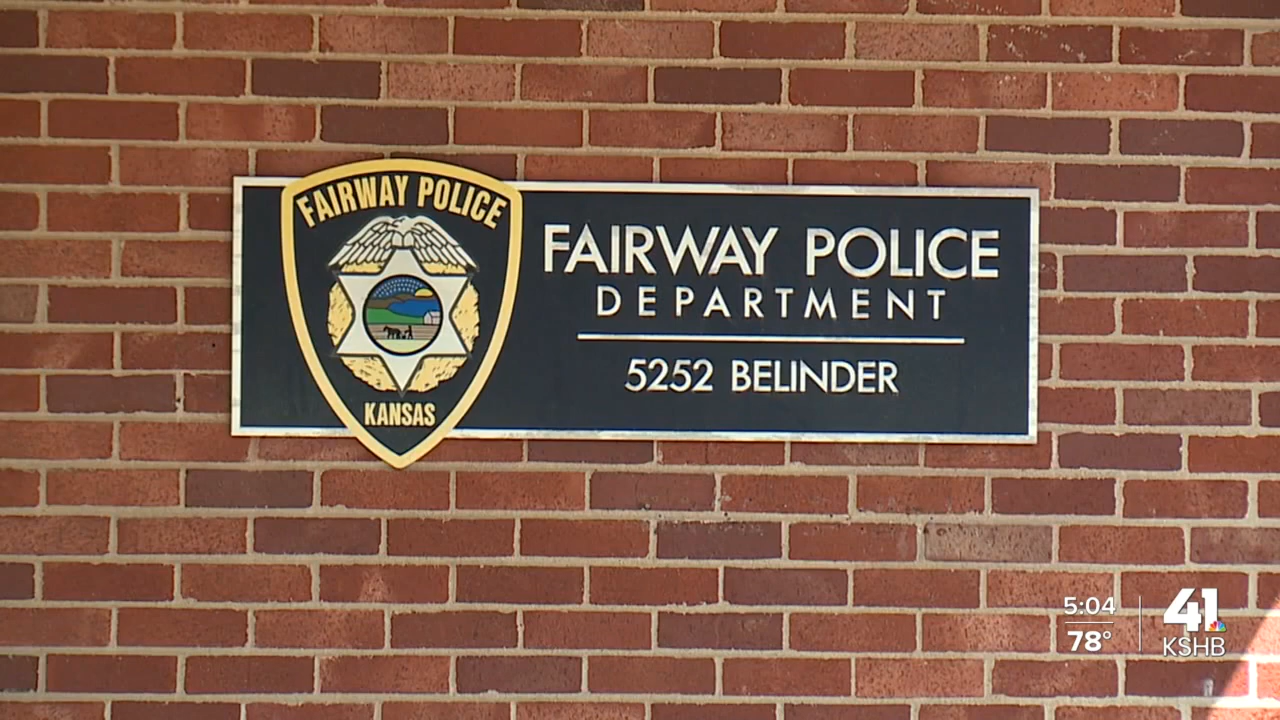 FAIRWAY POLICE
KANSAS
FAIRWAY POLICE
DEPARTMENT
5252 BELINDER
5:04
78°
41
KSHB